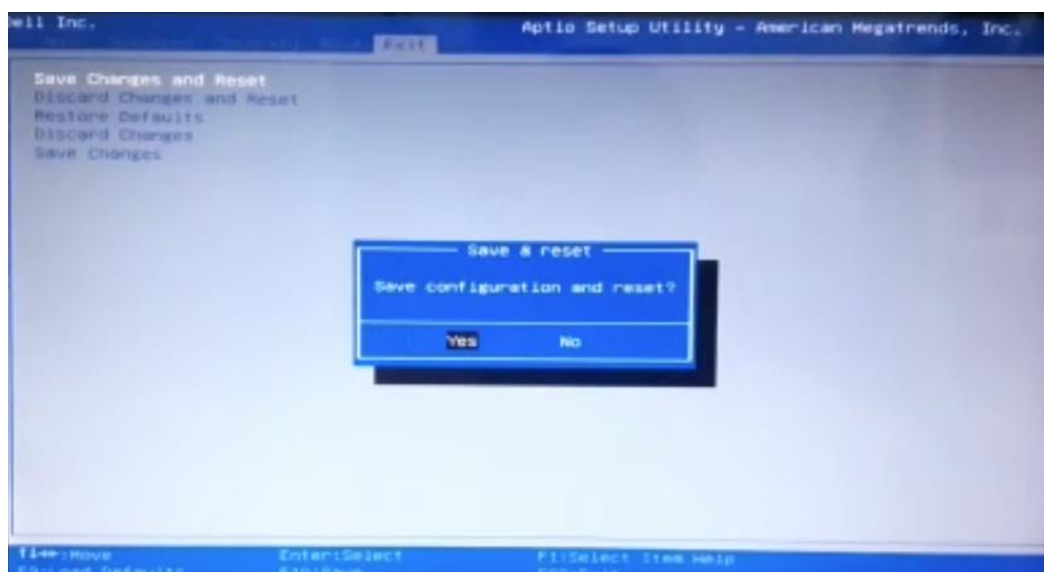 ell Inc.
Aptio Setup Utility - American Megatrends, Inc.
Exit
Save Changes and Reset
Discard Changes and Reset
Restore Defaults
Discard Changes
Save Changes
Save & reset
Save configuration and reset?
Yes No
:Move Enter:Select F1:Select Item Help